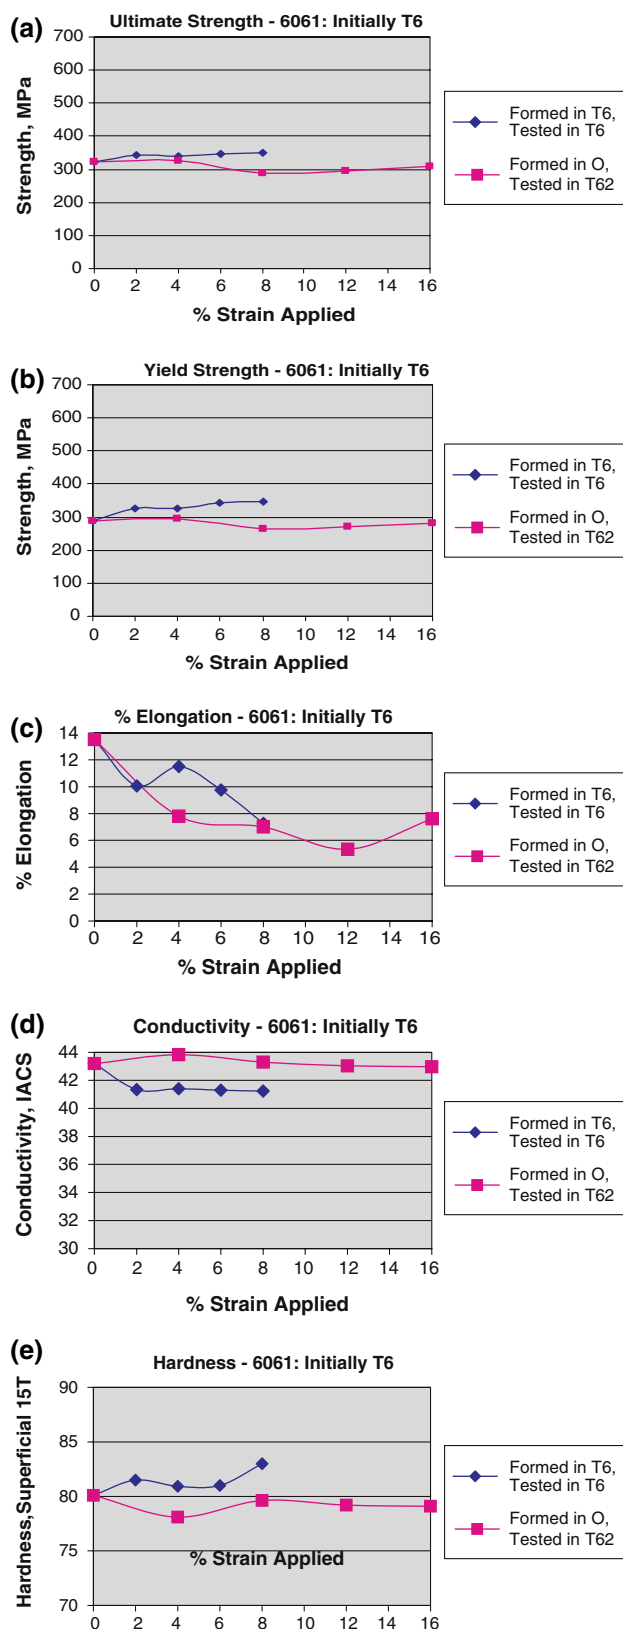 (a)
Ultimate Strength - 6061: Initially T6
700
600
500
400
300
200
100
0
Strength, MPa
0 2 4 6 8 10 12 14 16
% Strain Applied
Formed in T6,
Tested in T6
Formed in O,
Tested in T62
(b)
Yield Strength - 6061: Initially T6
700
600
500
400
300
200
100
0
Strength, MPa
0 2 4 6 8 10 12 14 16
% Strain Applied
Formed in T6,
Tested in T6
Formed in O,
Tested in T62
(c)
% Elongation - 6061: Initially T6
14
12
10
8
6
4
2
0
% Elongation
0 2 4 6 8 10 12 14 16
% Strain Applied
Formed in T6,
Tested in T6
Formed in O,
Tested in T62
(d)
Conductivity - 6061: Initially T6
44
42
40
38
36
34
32
30
Conductivity, IACS
0 2 4 6 8 10 12 14 16
% Strain Applied
Formed in T6,
Tested in T6
Formed in O,
Tested in T62
(e)
Hardness - 6061: Initially T6
90
85
80
75
70
Hardness,Superficial 15T
% Strain Applied
0 2 4 6 8 10 12 14 16
Formed in T6,
Tested in T6
Formed in O,
Tested in T62